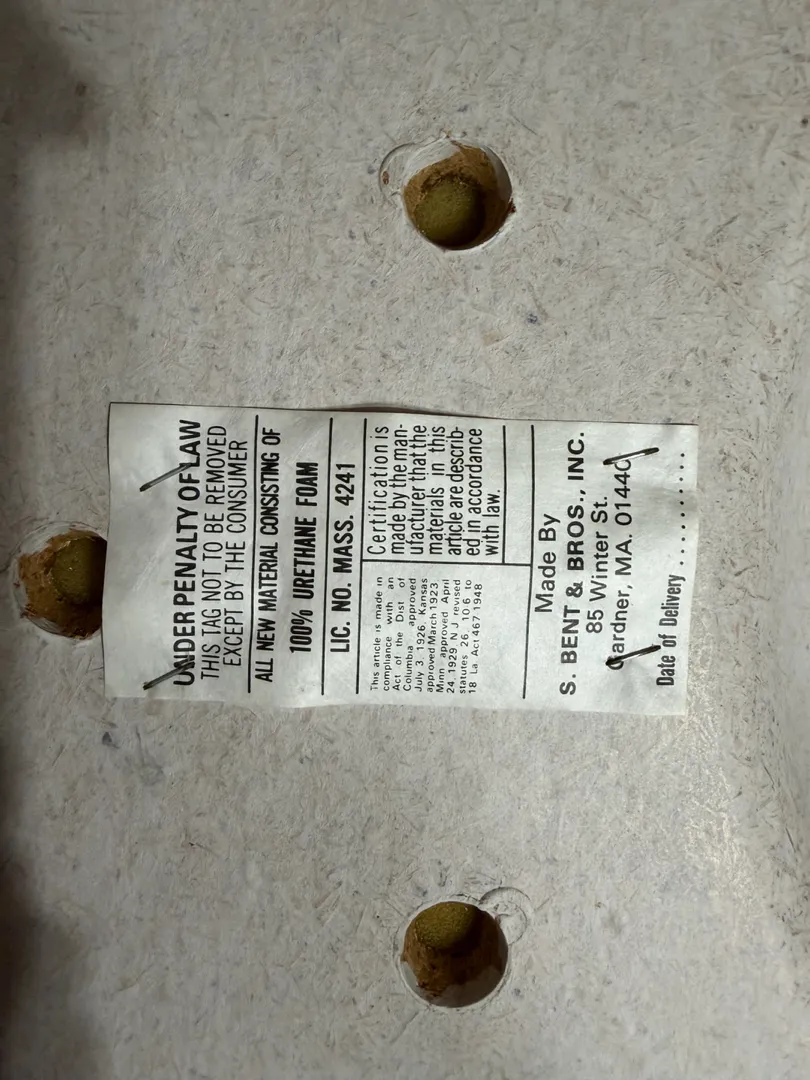 UNDER PENALTY OF LAW
THIS TAG NOT TO BE REMOVED
EXCEPT BY THE CONSUMER
ALL NEW MATERIAL CONSISTING OF
100% URETHANE FOAM
LIC. NO. MASS. 4241
This article is made in
compliance with an
Act of the Dist of
Columbia approved
July 3, 1926, Kansas
approved March 1923
Minn approved April
24, 1929, N J revised
statutes 26, 10 6 to
18 La. Act 467 1948
Certification is
made by the man-
ufacturer that the
materials in this
article are describ-
ed in accordance
with law.
Made By
S. BENT & BROS., INC.
85 Winter St.
Gardner, MA. 01440
Date of Delivery ...........